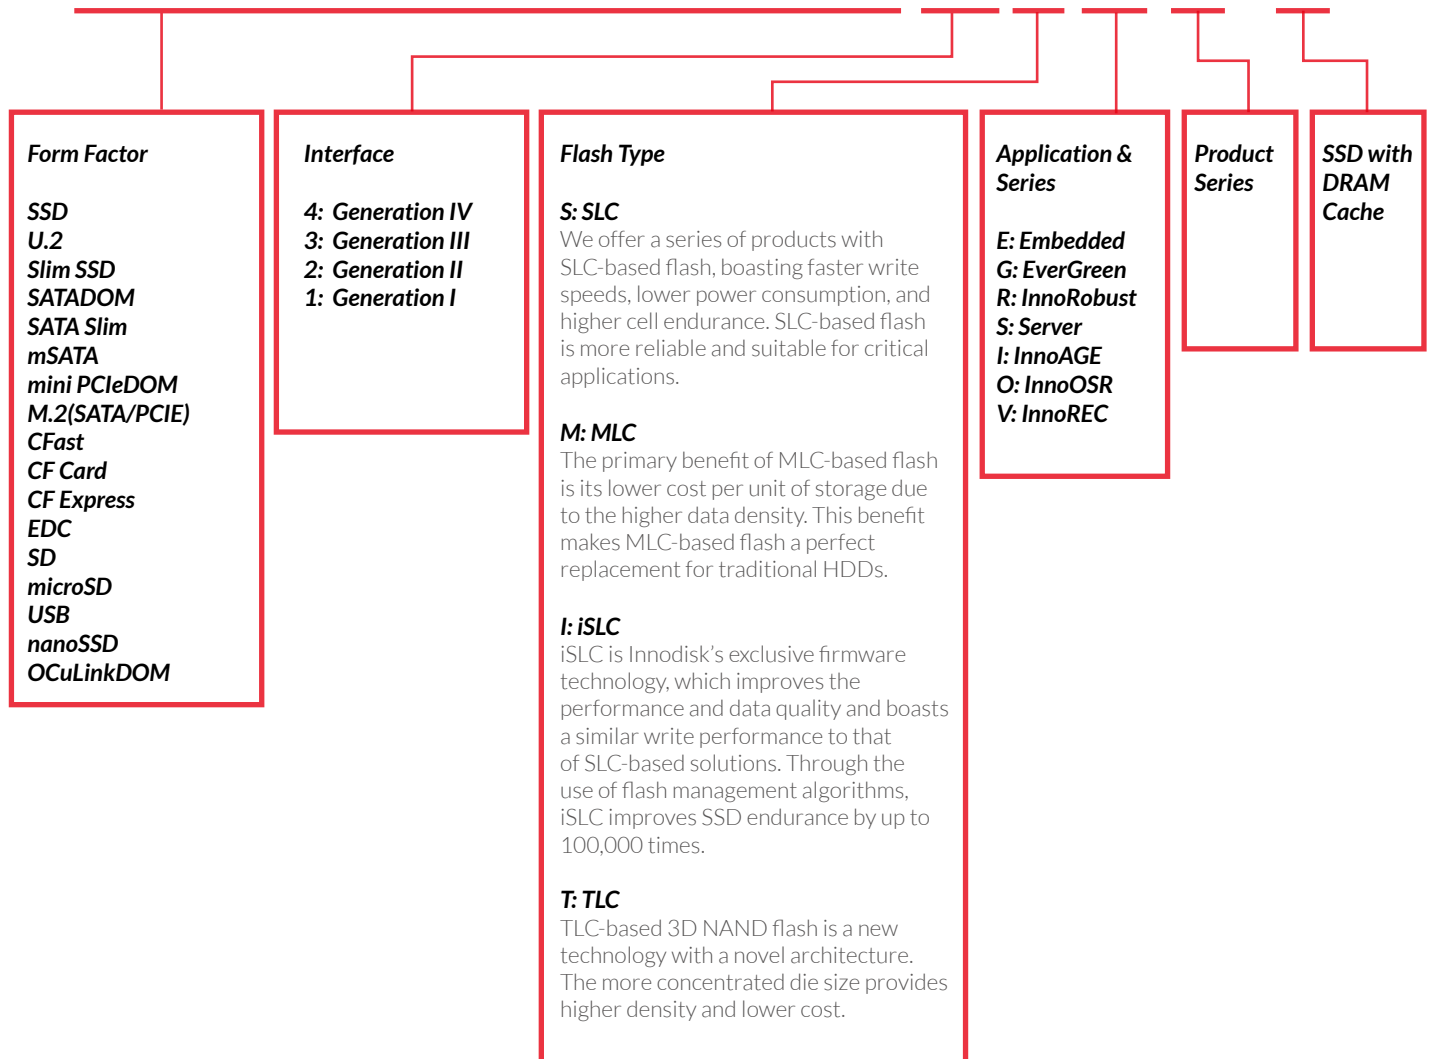 Form Factor
SSD
U.2
Slim SSD
SATADOM
SATA Slim
mSATA
mini PCIeDOM
M.2(SATA/PCIE)
CFast
CF Card
CF Express
EDC
SD
microSD
USB
nanoSSD
OCuLinkDOM
Interface
4: Generation IV
3: Generation III
2: Generation II
1: Generation I
Flash Type
S: SLC
We offer a series of products with
SLC-based flash, boasting faster write
speeds, lower power consumption, and
higher cell endurance. SLC-based flash
is more reliable and suitable for critical
applications.
M: MLC
The primary benefit of MLC-based flash
is its lower cost per unit of storage due
to the higher data density. This benefit
makes MLC-based flash a perfect
replacement for traditional HDDs.
I: iSLC
iSLC is Innodisk’s exclusive firmware
technology, which improves the
performance and data quality and boasts
a similar write performance to that
of SLC-based solutions. Through the
use of flash management algorithms,
iSLC improves SSD endurance by up to
100,000 times.
T: TLC
TLC-based 3D NAND flash is a new
technology with a novel architecture.
The more concentrated die size provides
higher density and lower cost.
Application &
Series
E: Embedded
G: EverGreen
R: InnoRobust
S: Server
I: InnoAGE
O: InnoOSR
V: InnoREC
Product
Series
SSD with
DRAM
Cache